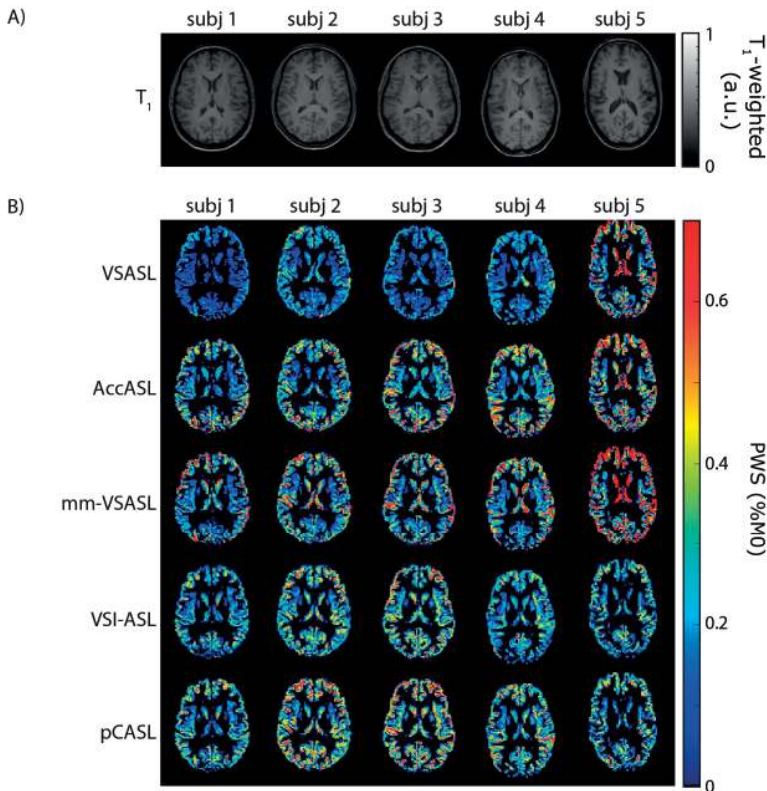 A)
subj 1 subj 2 subj 3 subj 4 subj 5
T1
1
0
T1-weighted
(a.u.)
B)
subj 1 subj 2 subj 3 subj 4 subj 5
VSASL
AccASL
mm-VSASL
VSI-ASL
pCASL
0.6
0.4
0.2
0
PWS (%M0)